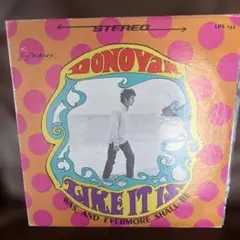 STEREO
DONOVAN
LIKE IT IS
WAS AND EVERMORE SHALL BE